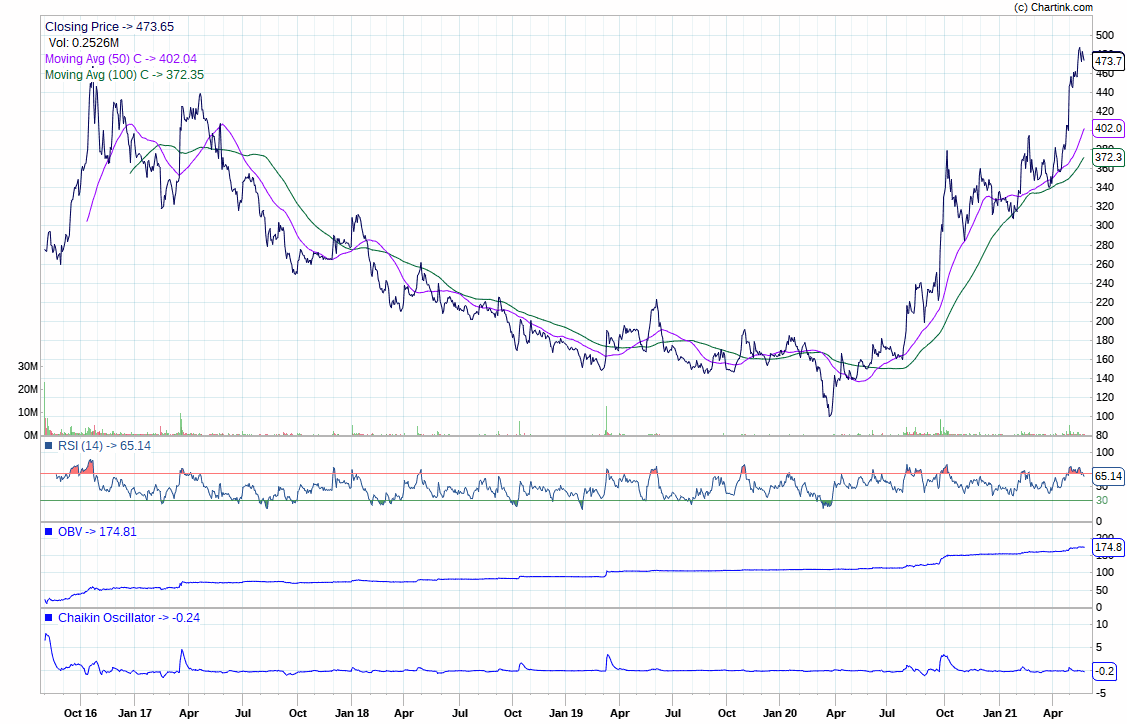 (c) Chartink.com
Closing Price -> 473.65
Vol: 0.2526M
Moving Avg (50) C -> 402.04
Moving Avg (100) C -> 372.35
500
473.7
460
440
420
402.0
380
372.3
360
340
320
300
280
260
240
220
200
180
160
140
120
100
80
30M
20M
10M
0M
RSI (14) -> 65.14
100
65.14
50
30
0
OBV -> 174.81
200
174.8
150
100
50
0
Chaikin Oscillator -> -0.24
10
5
-0.2
-5
Oct 16 Jan 17 Apr Jul Oct Jan 18 Apr Jul Oct Jan 19 Apr Jul Oct Jan 20 Apr Jul Oct Jan 21 Apr